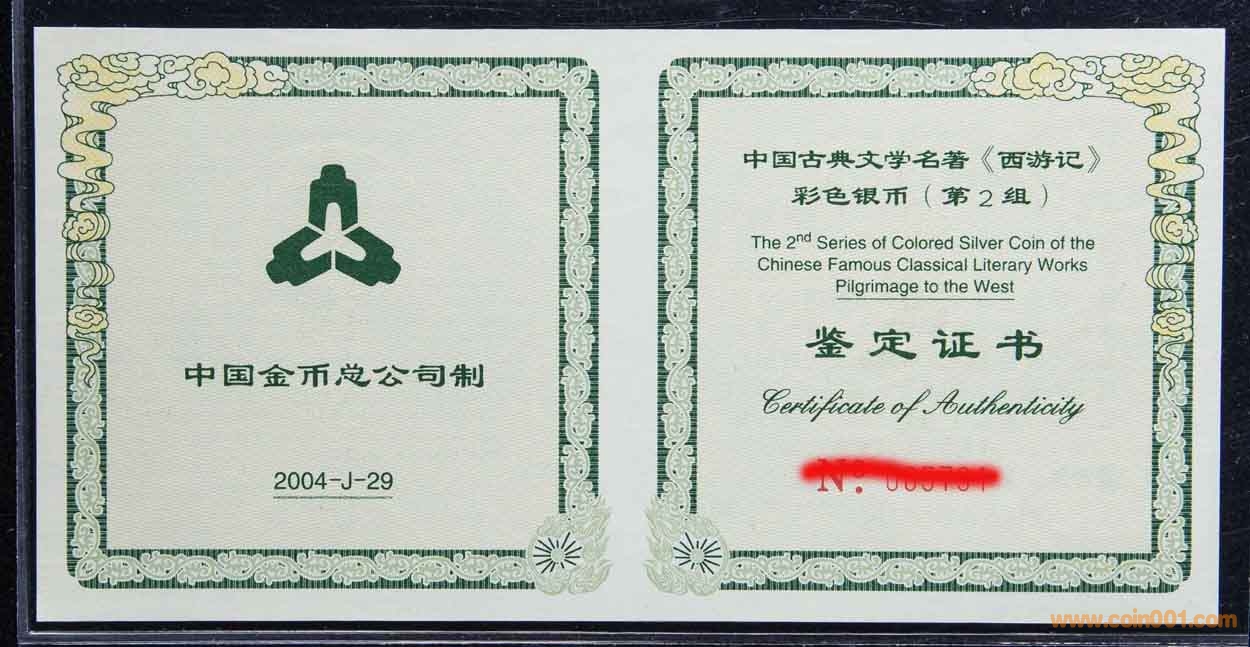 中国金币总公司制
2004-J-29
中国古典文学名著《西游记》
彩色银币（第2组）
The 2nd Series of Colored Silver Coin of the
Chinese Famous Classical Literary Works
Pilgrimage to the West
鉴定证书
Certificate of Authenticity
Nº.
www.coin001.com